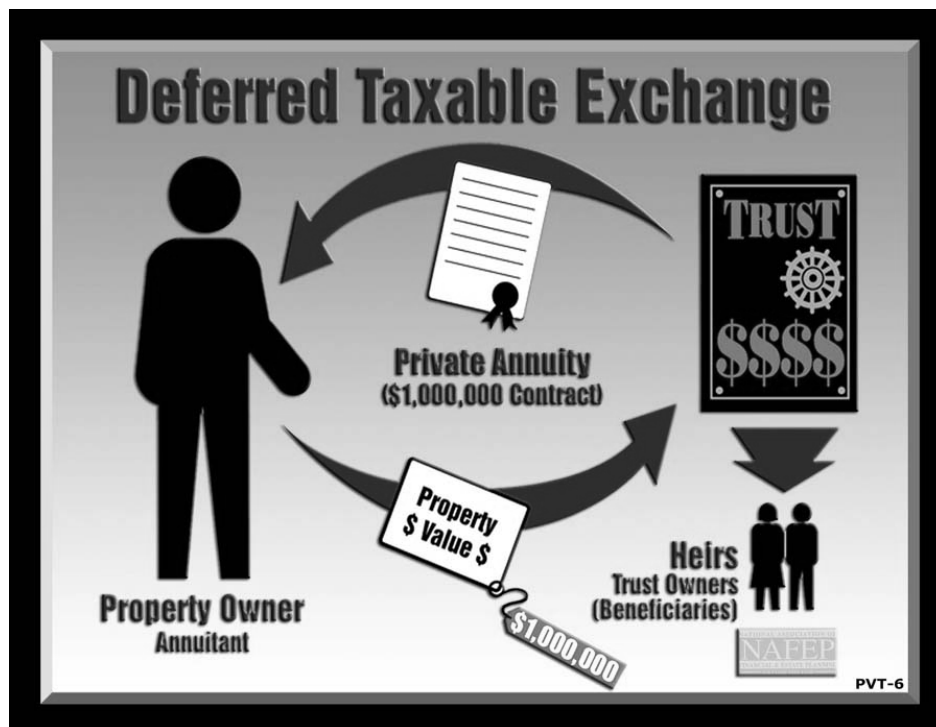 Deferred Taxable Exchange
TRUST
$$$$
Private Annuity
($1,000,000 Contract)
Property
$ Value $
$1,000,000
Property Owner
Annuitant
Heirs
Trust Owners
(Beneficiaries)
NAFEP
PVT-6